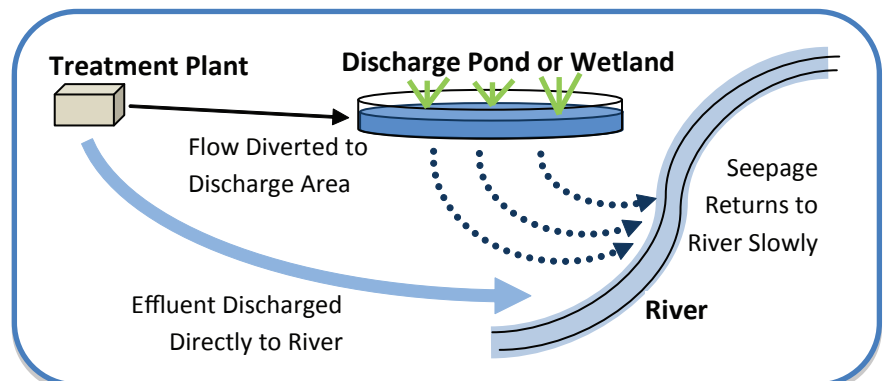 Treatment Plant
Discharge Pond or Wetland
Flow Diverted to
Discharge Area
Seepage
Returns to
River Slowly
Effluent Discharged
Directly to River
River